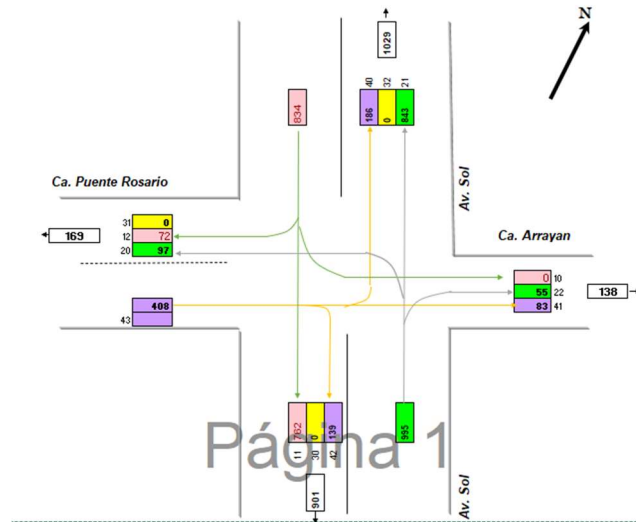 N
1029
40 32 21
186 0 843
834
Av. Sol
Ca. Puente Rosario
Ca. Arrayan
31 0
12 72
20 97
169
0 10
55 22
83 41
138
408
43
762 0 139
11 30 42
995
Página 1
901
Av. Sol